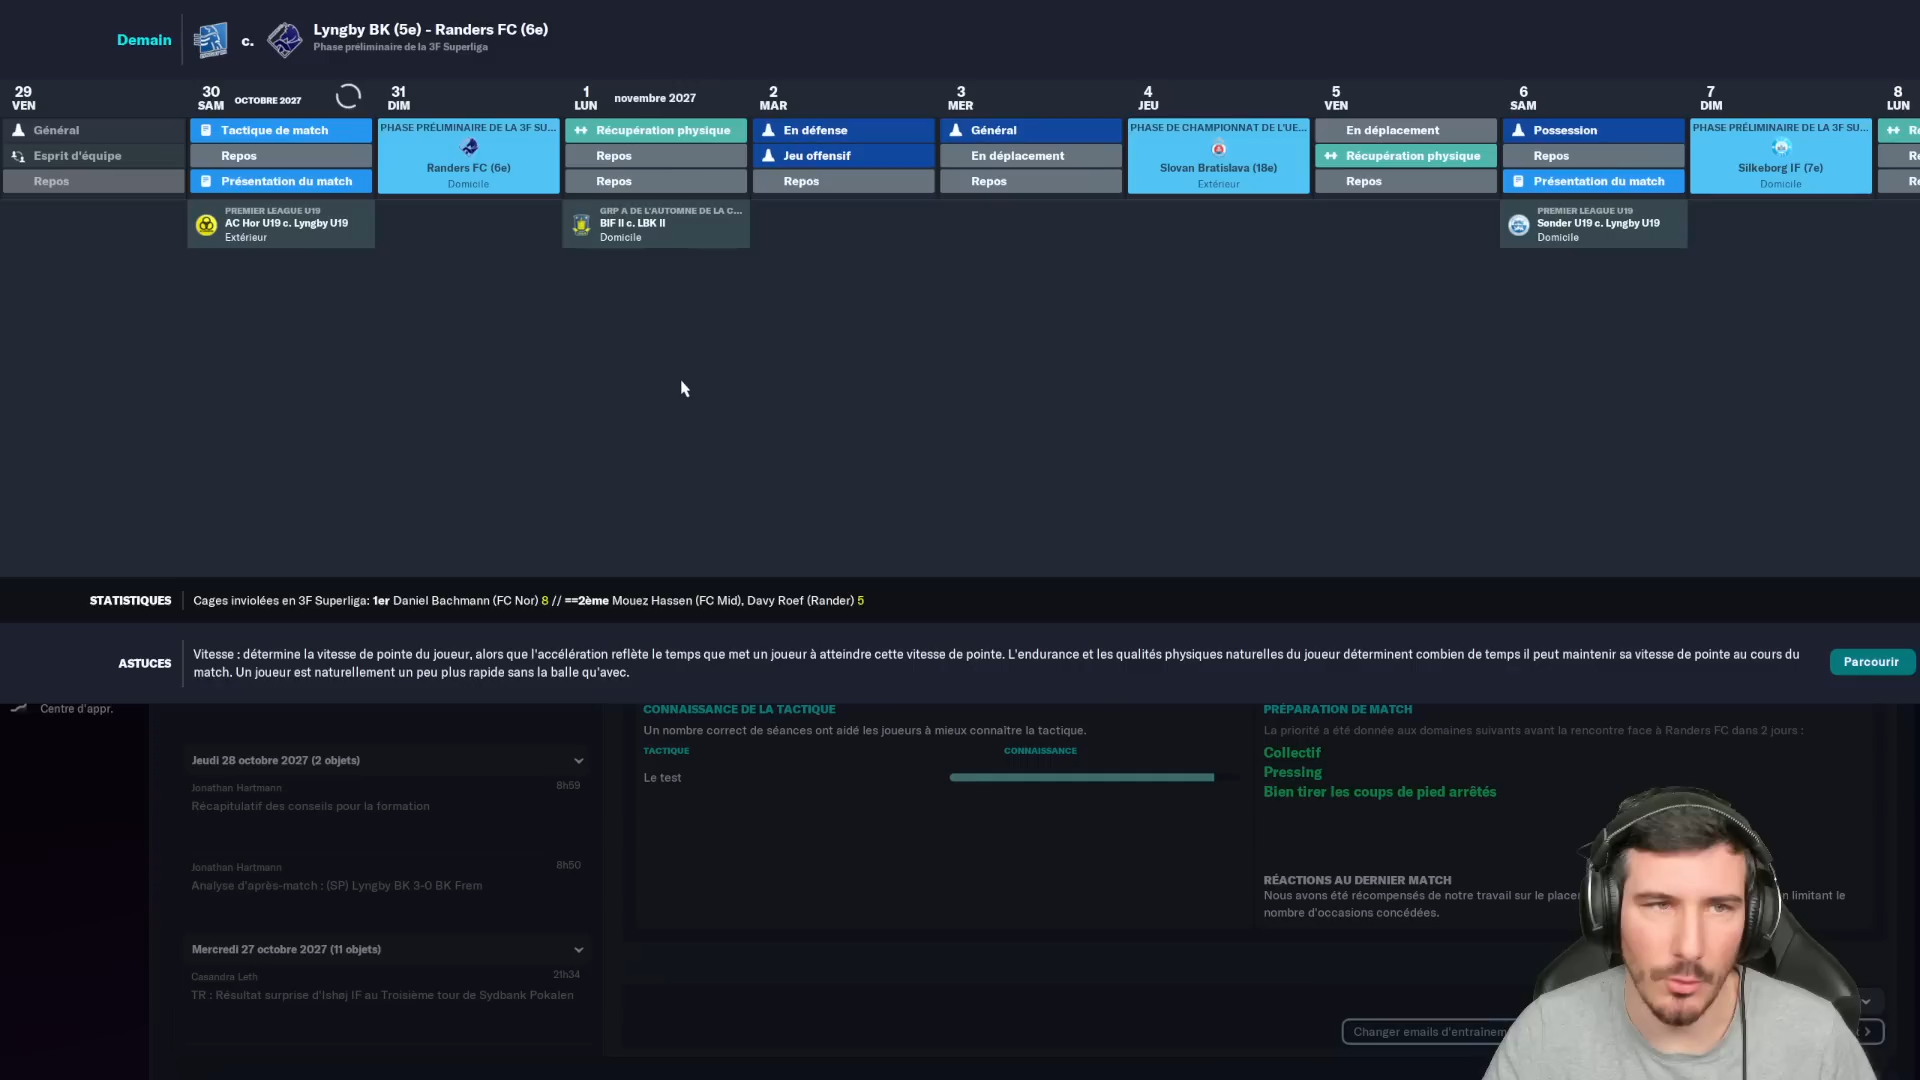 Demain
c.
Lyngby BK (5e) - Randers FC (6e)
Phase préliminaire de la 3F Superliga
29
VEN
30
SAM
OCTOBRE 2027
31
DIM
1
LUN
novembre 2027
2
MAR
3
MER
4
JEU
5
VEN
6
SAM
7
DIM
8
LUN
Général
Esprit d'équipe
Repos
Tactique de match
Repos
Présentation du match
PHASE PRÉLIMINAIRE DE LA 3F SU...
Randers FC (6e)
Domicile
Récupération physique
Repos
Repos
En défense
Jeu offensif
Repos
Général
En déplacement
Repos
PHASE DE CHAMPIONNAT DE L'UE...
Slovan Bratislava (18e)
Extérieur
En déplacement
Récupération physique
Repos
Possession
Repos
Présentation du match
PHASE PRÉLIMINAIRE DE LA 3F SU...
Silkeborg IF (7e)
Domicile
PREMIER LEAGUE U19
AC Hor U19 c. Lyngby U19
Extérieur
GRP A DE L'AUTOMNE DE LA C...
BIF II c. LBK II
Domicile
PREMIER LEAGUE U19
Sønder U19 c. Lyngby U19
Domicile
STATISTIQUES
Cages inviolées en 3F Superliga: 1er Daniel Bachmann (FC Nor) 8 // ==2ème Mouez Hassen (FC Mid), Davy Roef (Rander) 5
ASTUCES
Vitesse : détermine la vitesse de pointe du joueur, alors que l'accélération reflète le temps que met un joueur à atteindre cette vitesse de pointe. L'endurance et les qualités physiques naturelles du joueur déterminent combien de temps il peut maintenir sa vitesse de pointe au cours du
match. Un joueur est naturellement un peu plus rapide sans la balle qu'avec.
Parcourir
Centre d'appr.
Jeudi 28 octobre 2027 (2 objets)
Jonathan Hartmann
8h59
Récapitulatif des conseils pour la formation
Jonathan Hartmann
8h50
Analyse d'après-match : (SP) Lyngby BK 3-0 BK Frem
Mercredi 27 octobre 2027 (11 objets)
Casandra Leth
21h34
TR : Résultat surprise d'Ishøj IF au Troisième tour de Sydbank Pokalen
CONNAISSANCE DE LA TACTIQUE
Un nombre correct de séances ont aidé les joueurs à mieux connaître la tactique.
TACTIQUE
CONNAISSANCE
Le test
PRÉPARATION DE MATCH
La priorité a été donnée aux domaines suivants avant la rencontre face à Randers FC dans 2 jours :
Collectif
Pressing
Bien tirer les coups de pied arrêtés
RÉACTIONS AU DERNIER MATCH
Nous avons été récompensés de notre travail sur le
limitant le
nombre d'occasions concédées.
Changer emails